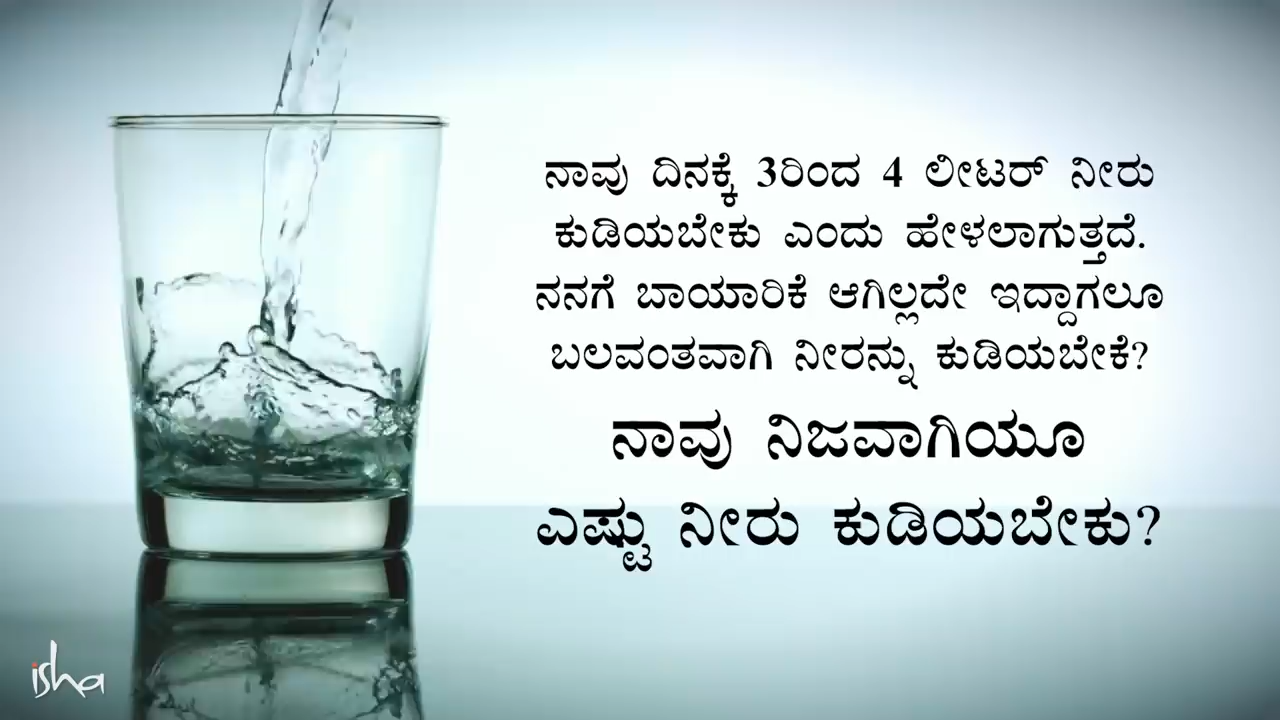 ನಾವು ದಿನಕ್ಕೆ 3ರಿಂದ 4 ಲೀಟರ್ ನೀರು
ಕುಡಿಯಬೇಕು ಎಂದು ಹೇಳಲಾಗುತ್ತದೆ.
ನನಗೆ ಬಾಯಾರಿಕೆ ಆಗಿಲ್ಲದೇ ಇದ್ದಾಗಲೂ
ಬಲವಂತವಾಗಿ ನೀರನ್ನು ಕುಡಿಯಬೇಕೆ?
ನಾವು ನಿಜವಾಗಿಯೂ
ಎಷ್ಟು ನೀರು ಕುಡಿಯಬೇಕು?
isha